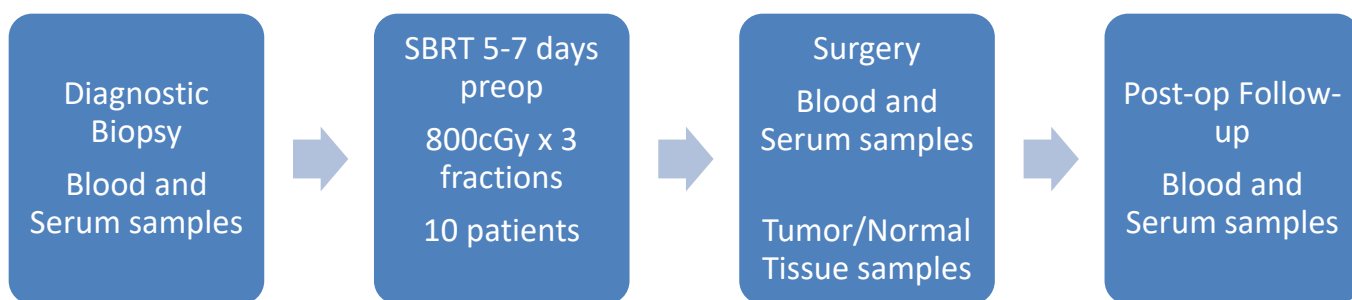 Diagnostic
Biopsy
Blood and
Serum samples
SBRT 5-7 days
preop
800cGy x 3
fractions
10 patients
Surgery
Blood and
Serum samples
Tumor/Normal
Tissue samples
Post-op Follow-
up
Blood and
Serum samples